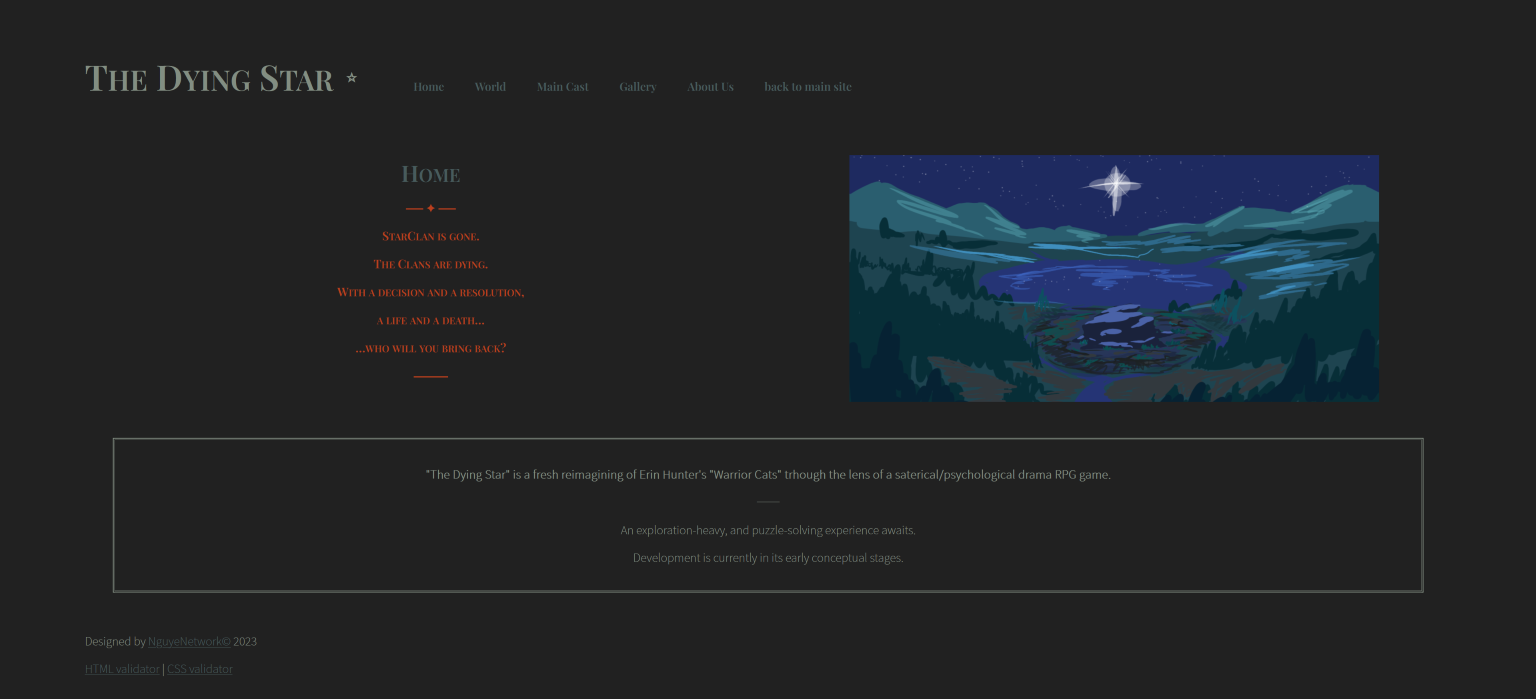 The Dying Star ☆
Home World Main Cast Gallery About Us back to main site
Home
StarClan is gone.
The Clans are dying.
With a decision and a resolution,
a life and a death...
...who will you bring back?
"The Dying Star" is a fresh reimagining of Erin Hunter's "Warrior Cats" trhough the lens of a saterical/psychological drama RPG game.
An exploration-heavy, and puzzle-solving experience awaits.
Development is currently in its early conceptual stages.
Designed by NguyeNetwork© 2023
HTML validator | CSS validator